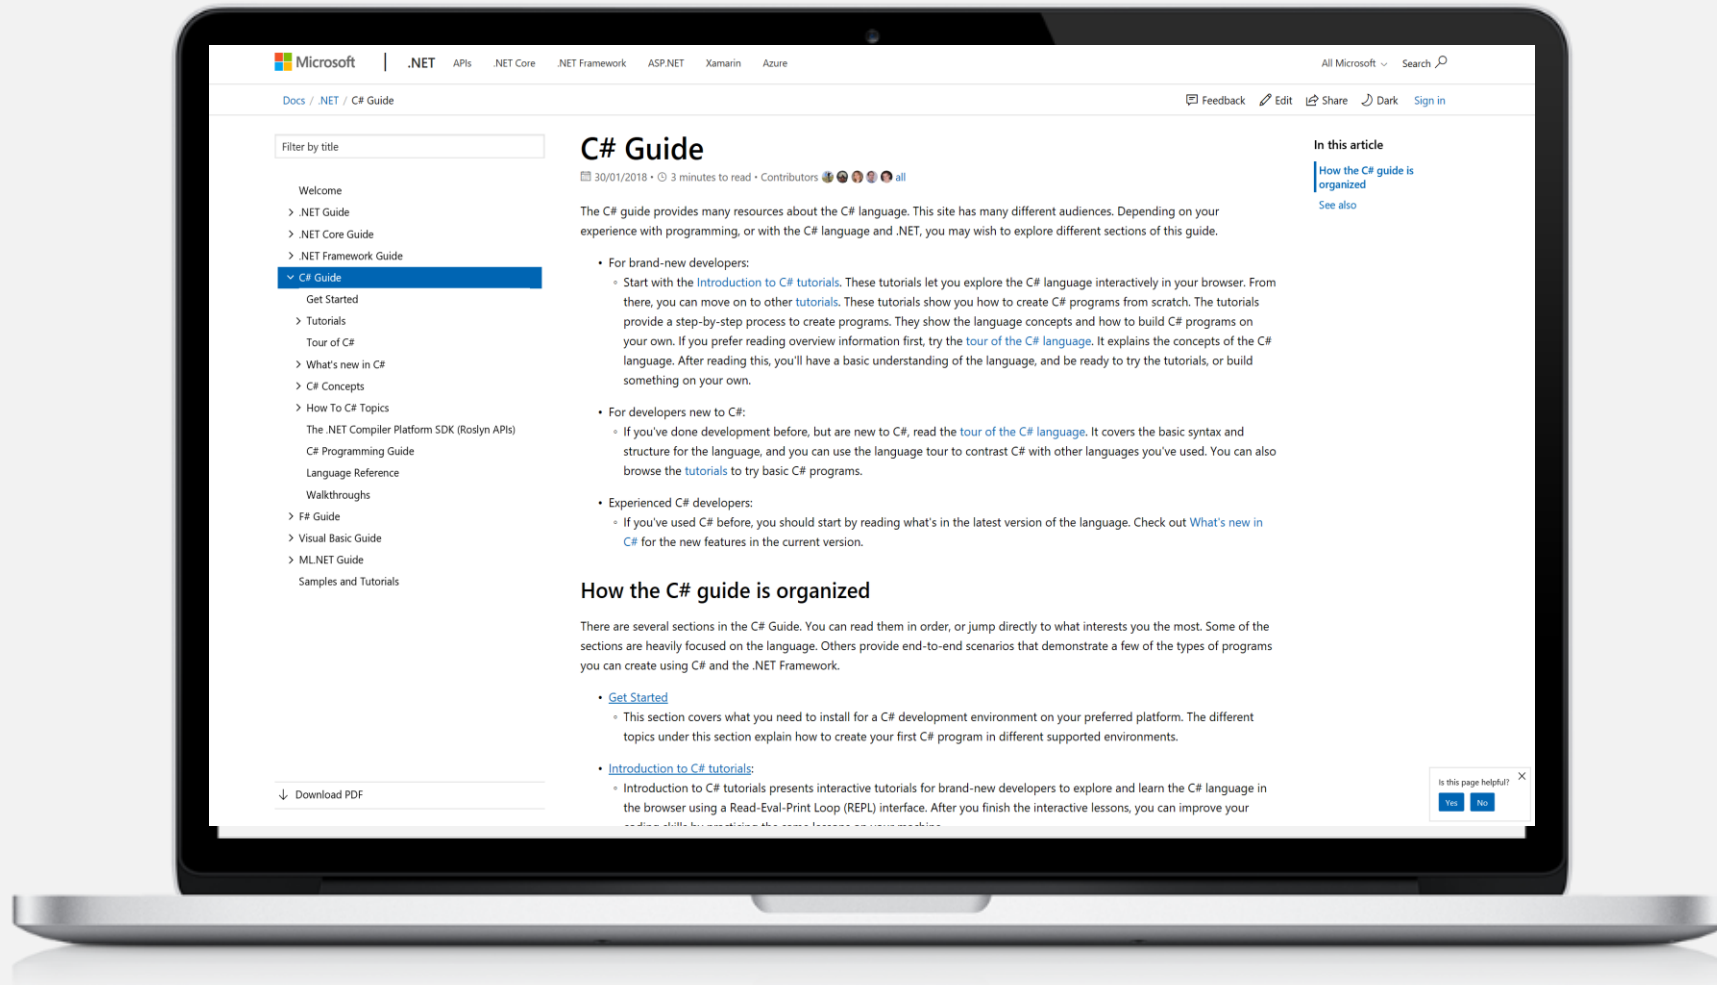 Microsoft .NET APIs .NET Core .NET Framework ASP.NET Xamarin Azure All Microsoft Search
Docs / .NET / C# Guide Feedback Edit Share Dark Sign in
Filter by title
Welcome
.NET Guide
.NET Core Guide
.NET Framework Guide
C# Guide
Get Started
Tutorials
Tour of C#
What's new in C#
C# Concepts
How To C# Topics
The .NET Compiler Platform SDK (Roslyn APIs)
C# Programming Guide
Language Reference
Walkthroughs
F# Guide
Visual Basic Guide
ML.NET Guide
Samples and Tutorials
Download PDF
C# Guide
30/01/2018 • 3 minutes to read • Contributors all
The C# guide provides many resources about the C# language. This site has many different audiences. Depending on your
experience with programming, or with the C# language and .NET, you may wish to explore different sections of this guide.
• For brand-new developers:
◦ Start with the Introduction to C# tutorials. These tutorials let you explore the C# language interactively in your browser. From
there, you can move on to other tutorials. These tutorials show you how to create C# programs from scratch. The tutorials
provide a step-by-step process to create programs. They show the language concepts and how to build C# programs on
your own. If you prefer reading overview information first, try the tour of the C# language. It explains the concepts of the C#
language. After reading this, you'll have a basic understanding of the language, and be ready to try the tutorials, or build
something on your own.
• For developers new to C#:
◦ If you've done development before, but are new to C#, read the tour of the C# language. It covers the basic syntax and
structure for the language, and you can use the language tour to contrast C# with other languages you've used. You can also
browse the tutorials to try basic C# programs.
• Experienced C# developers:
◦ If you've used C# before, you should start by reading what's in the latest version of the language. Check out What's new in
C# for the new features in the current version.
How the C# guide is organized
There are several sections in the C# Guide. You can read them in order, or jump directly to what interests you the most. Some of the
sections are heavily focused on the language. Others provide end-to-end scenarios that demonstrate a few of the types of programs
you can create using C# and the .NET Framework.
• Get Started
◦ This section covers what you need to install for a C# development environment on your preferred platform. The different
topics under this section explain how to create your first C# program in different supported environments.
• Introduction to C# tutorials:
◦ Introduction to C# tutorials presents interactive tutorials for brand-new developers to explore and learn the C# language in
the browser using a Read-Eval-Print Loop (REPL) interface. After you finish the interactive lessons, you can improve your
In this article
How the C# guide is
organized
See also
Is this page helpful?
Yes No